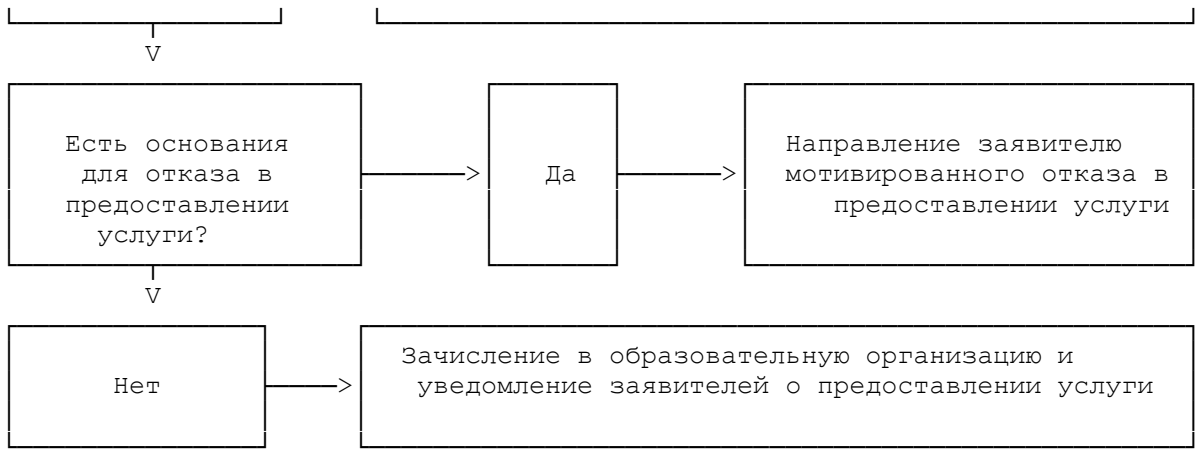 V
Есть основания
для отказа в
предоставлении
услуги?
Да
Направление заявителю
мотивированного отказа в
предоставлении услуги
V
Нет
Зачисление в образовательную организацию и
уведомление заявителей о предоставлении услуги